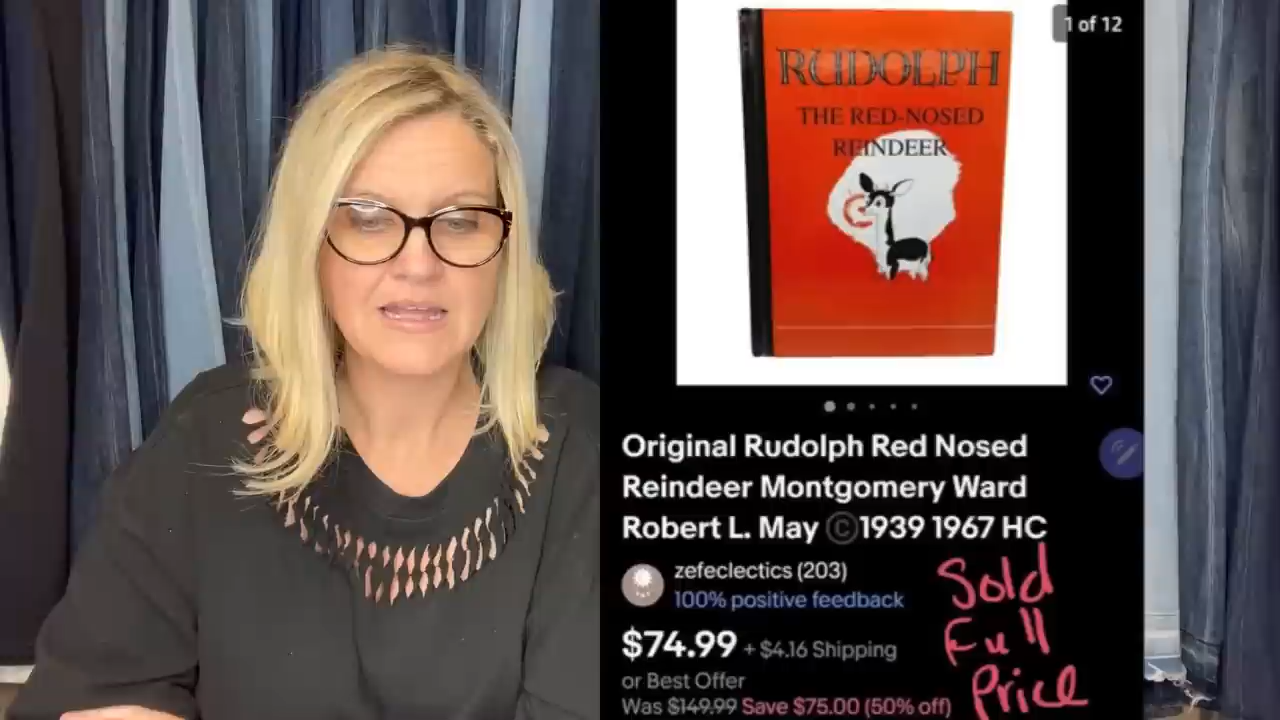 1 of 12
RUDOLPH
THE RED-NOSED
REINDEER
Original Rudolph Red Nosed
Reindeer Montgomery Ward
Robert L. May ©1939 1967 HC
zefeclectics (203)
100% positive feedback
$74.99 + $4.16 Shipping
or Best Offer
Was $149.99 Save $75.00 (50% off)
Sold
Full
Price